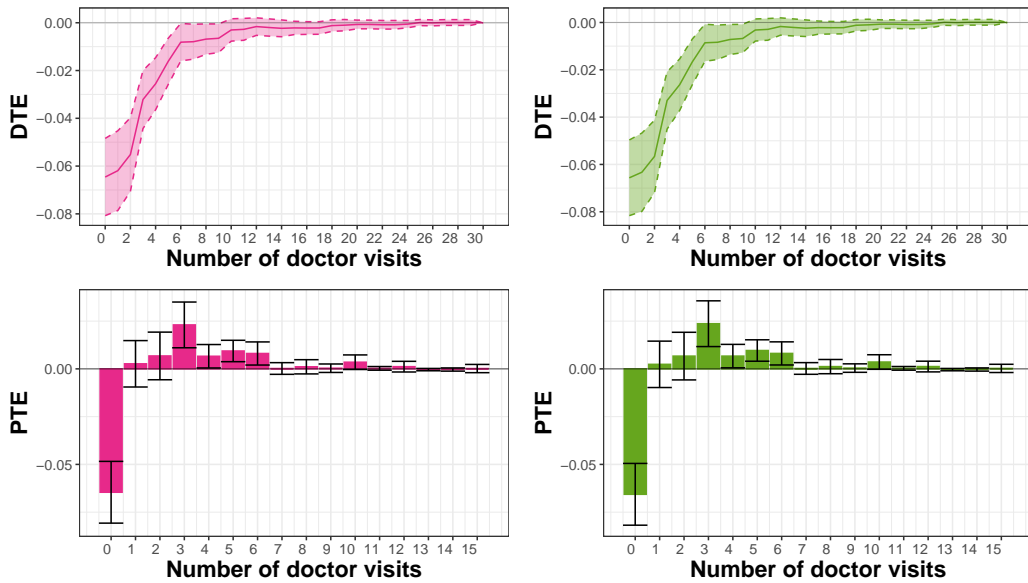 0.00
−0.02
−0.04
−0.06
−0.08
DTE
0 2 4 6 8 10 12 14 16 18 20 22 24 26 28 30
Number of doctor visits
0.00
−0.02
−0.04
−0.06
−0.08
DTE
0 2 4 6 8 10 12 14 16 18 20 22 24 26 28 30
Number of doctor visits
0.00
−0.05
PTE
0 1 2 3 4 5 6 7 8 9 10 11 12 13 14 15
Number of doctor visits
0.00
−0.05
PTE
0 1 2 3 4 5 6 7 8 9 10 11 12 13 14 15
Number of doctor visits